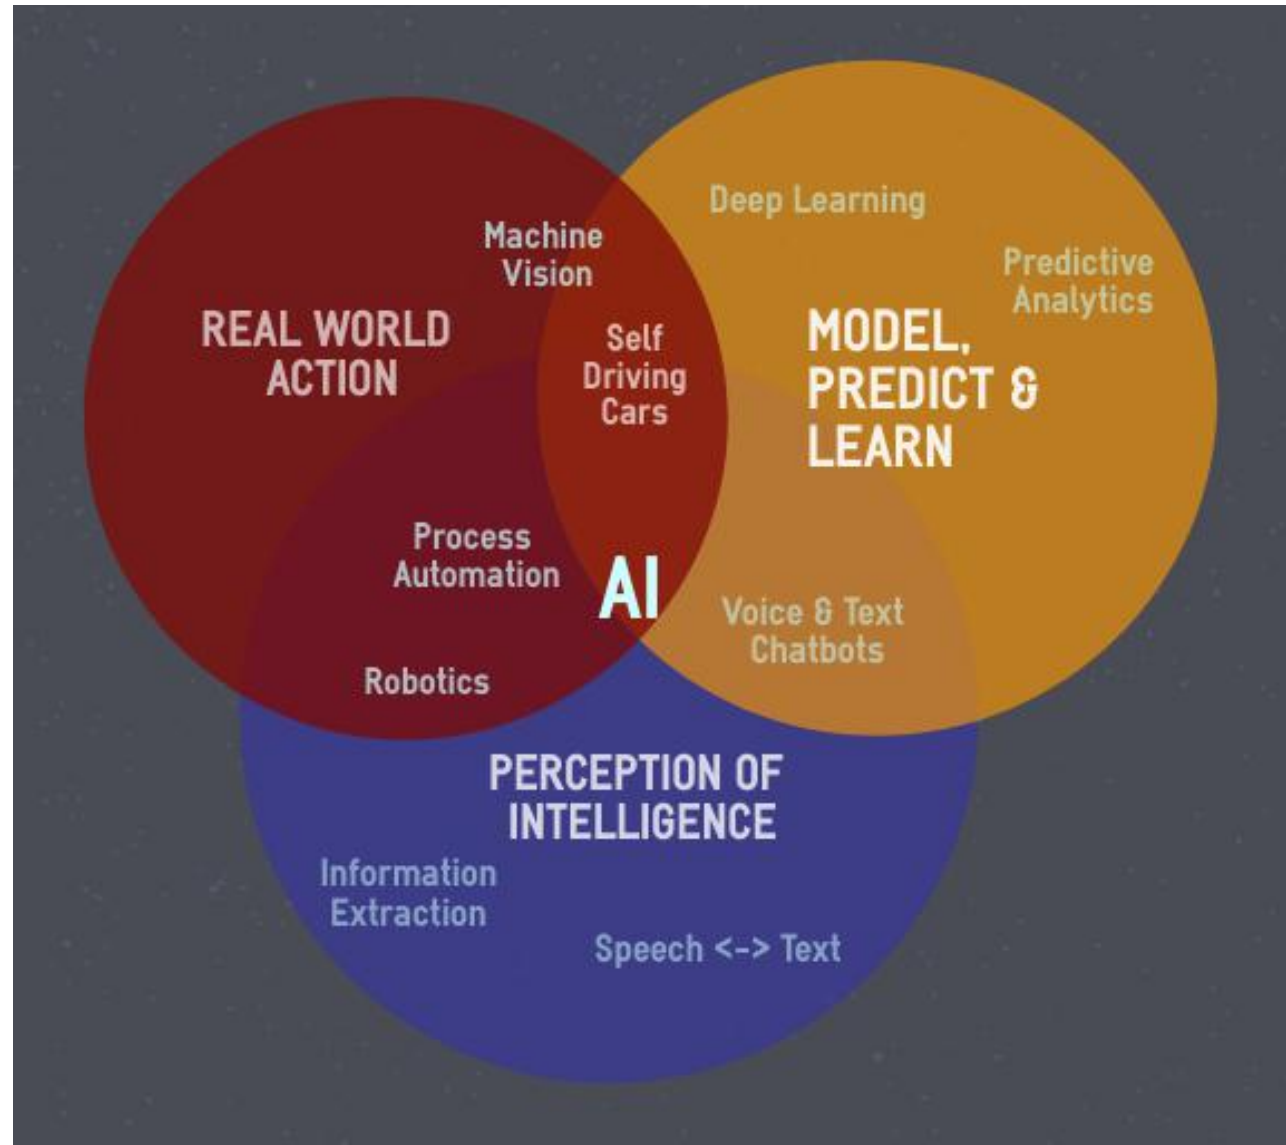 Deep Learning
Machine
Vision
Predictive
Analytics
REAL WORLD
ACTION
Self
Driving
Cars
MODEL,
PREDICT &
LEARN
Process
Automation
AI
Voice & Text
Chatbots
Robotics
PERCEPTION OF
INTELLIGENCE
Information
Extraction
Speech <-> Text